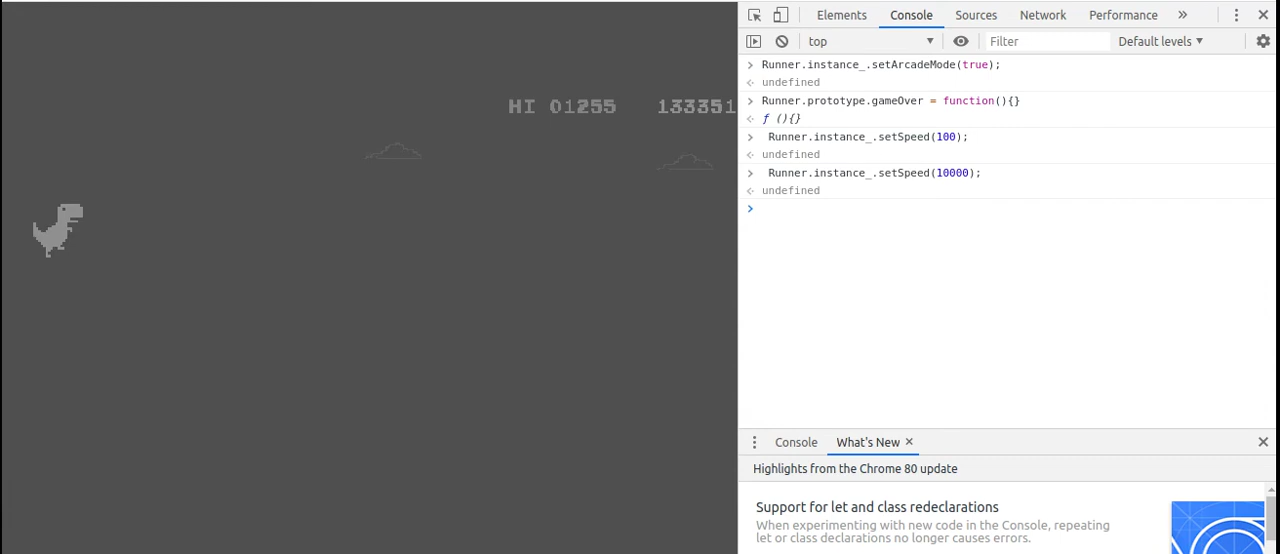 HI 01255 133351
Elements Console Sources Network Performance »
top Filter Default levels
> Runner.instance_.setArcadeMode(true);
undefined
> Runner.prototype.gameOver = function(){}
ƒ (){}
> Runner.instance_.setSpeed(100);
undefined
> Runner.instance_.setSpeed(10000);
undefined
>
Console What's New ×
Highlights from the Chrome 80 update
Support for let and class redeclarations
When experimenting with new code in the Console, repeating
let or class declarations no longer causes errors.